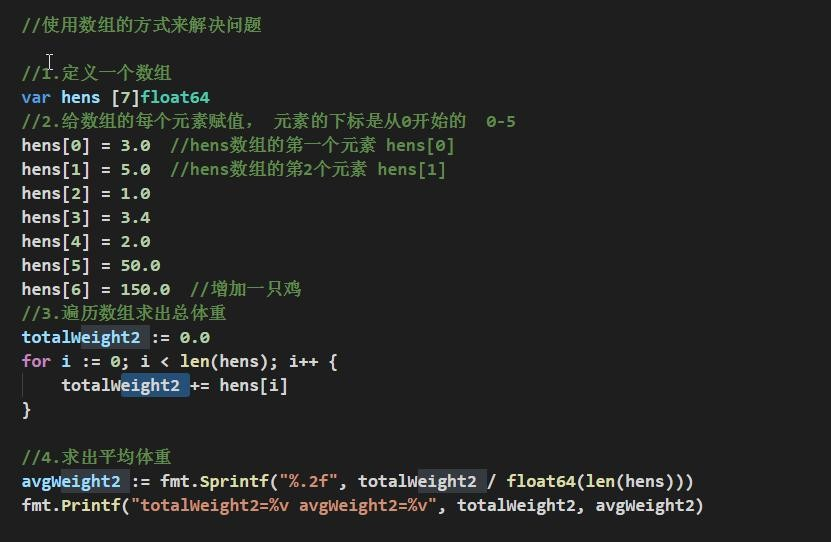 //使用数组的方式来解决问题
//1.定义一个数组
var hens [7]float64
//2.给数组的每个元素赋值， 元素的下标是从0开始的  0-5
hens[0] = 3.0  //hens数组的第一个元素 hens[0]
hens[1] = 5.0  //hens数组的第2个元素 hens[1]
hens[2] = 1.0
hens[3] = 3.4
hens[4] = 2.0
hens[5] = 50.0
hens[6] = 150.0  //增加一只鸡
//3.遍历数组求出总体重
totalWeight2 := 0.0
for i := 0; i < len(hens); i++ {
    totalWeight2 += hens[i]
}
//4.求出平均体重
avgWeight2 := fmt.Sprintf("%.2f", totalWeight2 / float64(len(hens)))
fmt.Printf("totalWeight2=%v avgWeight2=%v", totalWeight2, avgWeight2)